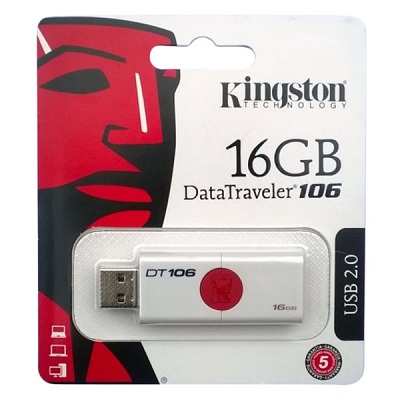 Kingston
TECHNOLOGY
16GB
DataTraveler 106
DT106
16GB
USB 2.0
5